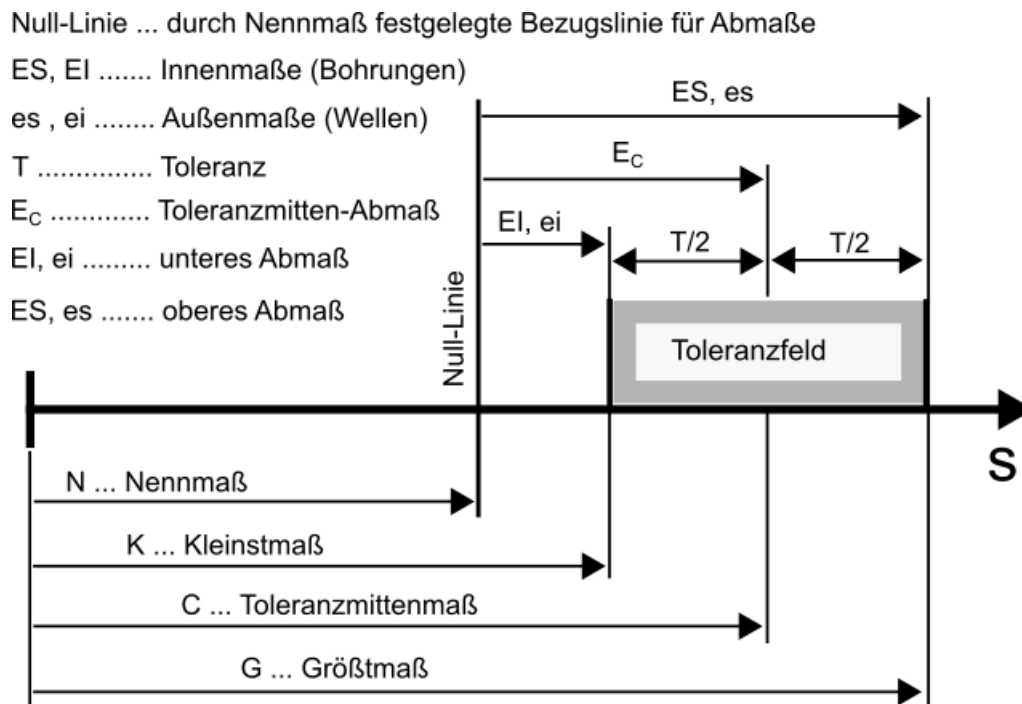 Null-Linie ... durch Nennmaß festgelegte Bezugslinie für Abmaße
ES, EI ....... Innenmaße (Bohrungen)
es , ei ........ Außenmaße (Wellen)
T ............... Toleranz
E_C ............. Toleranzmitten-Abmaß
EI, ei ......... unteres Abmaß
ES, es ....... oberes Abmaß
ES, es
E_C
EI, ei
T/2
T/2
Null-Linie
Toleranzfeld
S
N ... Nennmaß
K ... Kleinstmaß
C ... Toleranzmittenmaß
G ... Größtmaß